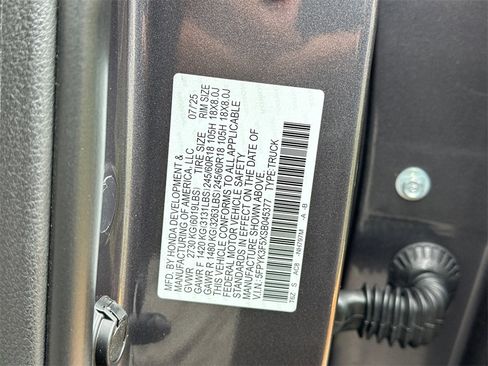 MFD. BY HONDA DEVELOPMENT & 07/25
MANUFACTURING OF AMERICA, LLC
GVWR 2730 KG(6019LBS) TIRE SIZE RIM SIZE
GAWR F 1420 KG(3131LBS) 245/60R18 105H 18X8.0J
GAWR R 1480 KG(3263LBS) 245/60R18 105H 18X8.0J
THIS VEHICLE CONFORMS TO ALL APPLICABLE
FEDERAL MOTOR VEHICLE SAFETY
STANDARDS IN EFFECT ON THE DATE OF
MANUFACTURE SHOWN ABOVE.
V.I.N: 5FPYK3F5XSB045377 TYPE:TRUCK